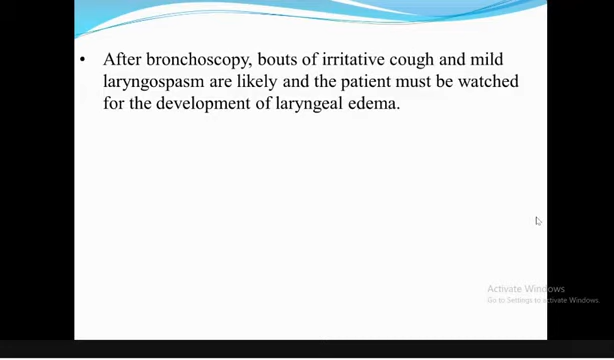 • After bronchoscopy, bouts of irritative cough and mild
laryngospasm are likely and the patient must be watched
for the development of laryngeal edema.
Activate Windows
Go to Settings to activate Windows.